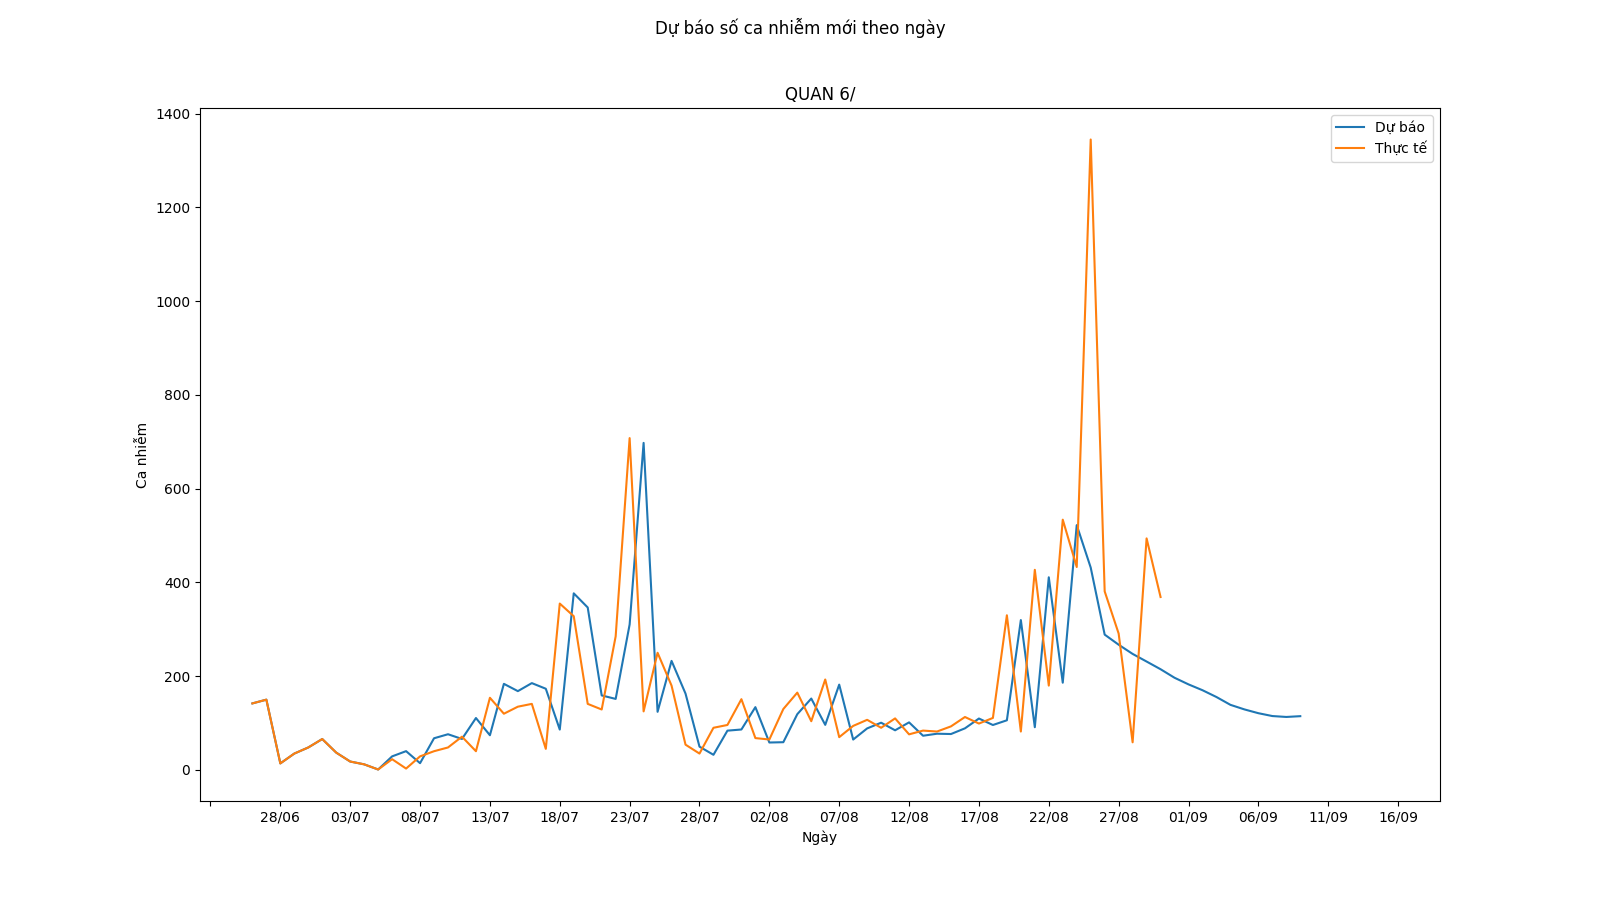 Dự báo số ca nhiễm mới theo ngày
QUAN 6/
1400
1200
1000
800
600
400
200
0
Ca nhiễm
Dự báo
Thực tế
28/06 03/07 08/07 13/07 18/07 23/07 28/07 02/08 07/08 12/08 17/08 22/08 27/08 01/09 06/09 11/09 16/09
Ngày